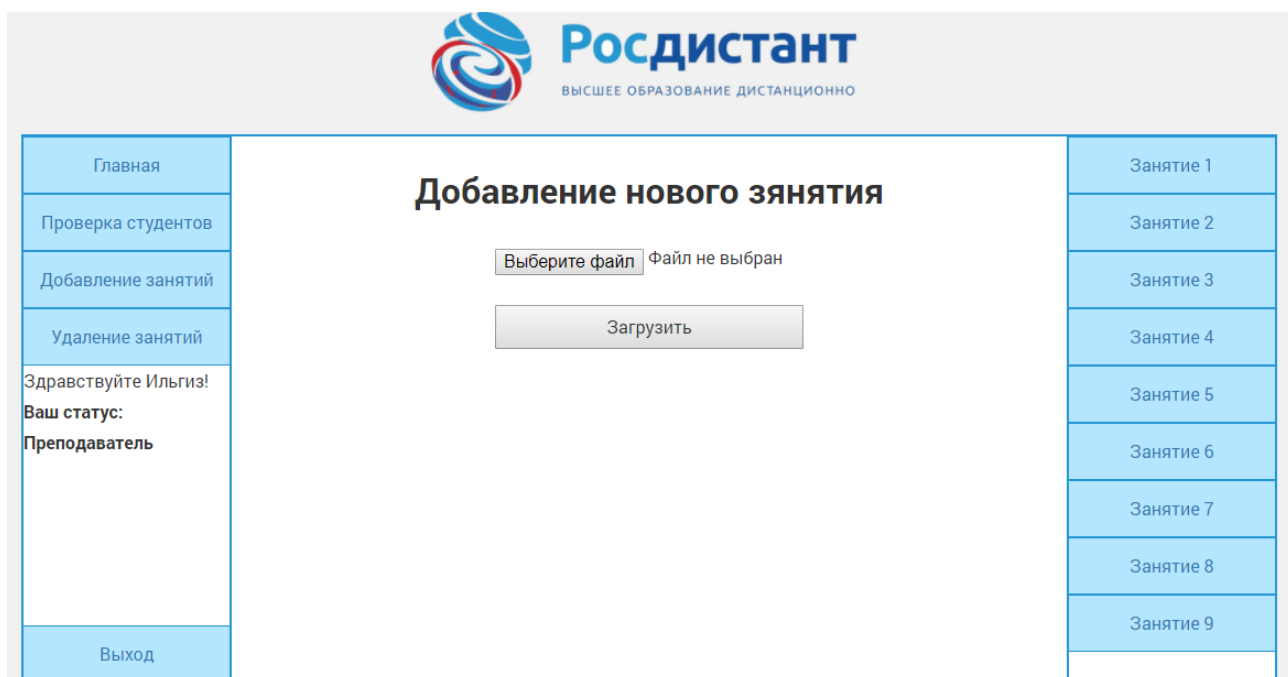 Росдистант
ВЫСШЕЕ ОБРАЗОВАНИЕ ДИСТАНЦИОННО
Главная
Проверка студентов
Добавление занятий
Удаление занятий
Здравствуйте Ильгиз!
Ваш статус:
Преподаватель
Выход
Добавление нового зянятия
Выберите файл Файл не выбран
Загрузить
Занятие 1
Занятие 2
Занятие 3
Занятие 4
Занятие 5
Занятие 6
Занятие 7
Занятие 8
Занятие 9